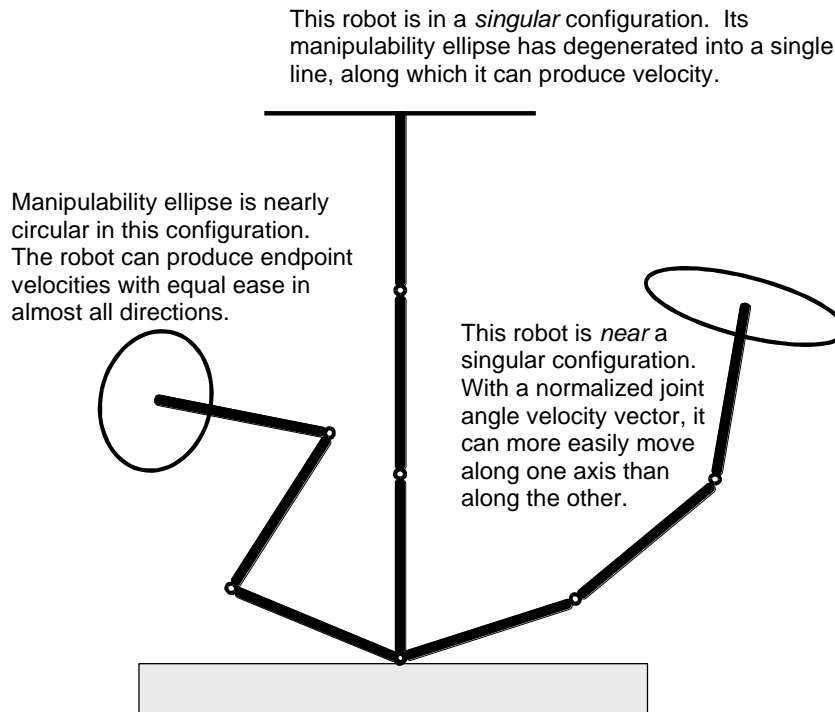 This robot is in a singular configuration.  Its
manipulability ellipse has degenerated into a single
line, along which it can produce velocity.
Manipulability ellipse is nearly
circular in this configuration.
The robot can produce endpoint
velocities with equal ease in
almost all directions.
This robot is near a
singular configuration.
With a normalized joint
angle velocity vector, it
can more easily move
along one axis than
along the other.